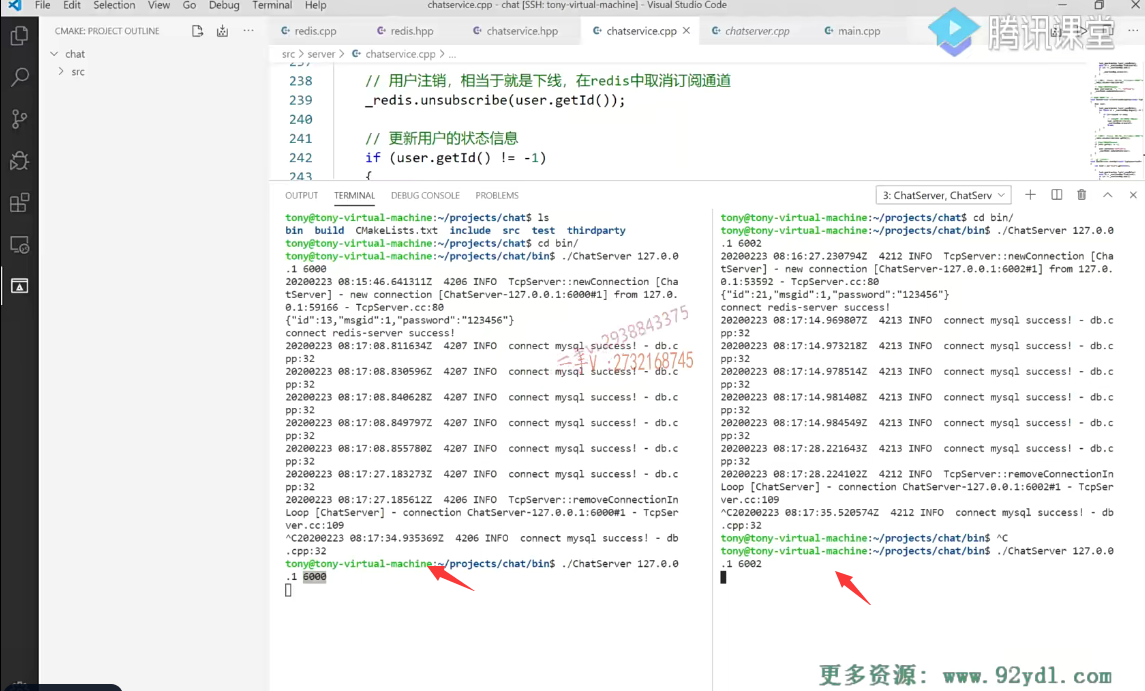 File Edit Selection View Go Debug Terminal Help
chatservice.cpp - chat [SSH: tony-virtual-machine] - Visual Studio Code
CMAKE: PROJECT OUTLINE
chat
src
redis.cpp redis.hpp chatservice.hpp chatservice.cpp chatserver.cpp main.cpp
腾讯课堂
src > server > chatservice.cpp > ...
238 // 用户注销，相当于就是下线，在redis中取消订阅通道
239 _redis.unsubscribe(user.getId());
240
241 // 更新用户的状态信息
242 if (user.getId() != -1)
243 {
OUTPUT TERMINAL DEBUG CONSOLE PROBLEMS
3: ChatServer, ChatServ
tony@tony-virtual-machine:~/projects/chat$ ls
bin build CMakeLists.txt include src test thirdparty
tony@tony-virtual-machine:~/projects/chat$ cd bin/
tony@tony-virtual-machine:~/projects/chat/bin$ ./ChatServer 127.0.0
.1 6000
20200223 08:15:46.641311Z 4206 INFO TcpServer::newConnection [Cha
tServer] - new connection [ChatServer-127.0.0.1:6000#1] from 127.0.
0.1:59166 - TcpServer.cc:80
{"id":13,"msgid":1,"password":"123456"}
connect redis-server success!
20200223 08:17:08.811634Z 4207 INFO connect mysql success! - db.c
pp:32
20200223 08:17:08.830596Z 4207 INFO connect mysql success! - db.c
pp:32
20200223 08:17:08.840628Z 4207 INFO connect mysql success! - db.c
pp:32
20200223 08:17:08.849797Z 4207 INFO connect mysql success! - db.c
pp:32
20200223 08:17:08.855780Z 4207 INFO connect mysql success! - db.c
pp:32
20200223 08:17:27.183273Z 4207 INFO connect mysql success! - db.c
pp:32
20200223 08:17:27.185612Z 4206 INFO TcpServer::removeConnectionIn
Loop [ChatServer] - connection ChatServer-127.0.0.1:6000#1 - TcpSer
ver.cc:109
^C20200223 08:17:34.935369Z 4206 INFO connect mysql success! - db
.cpp:32
tony@tony-virtual-machine:~/projects/chat/bin$ ./ChatServer 127.0.0
.1 6000
tony@tony-virtual-machine:~/projects/chat$ cd bin/
tony@tony-virtual-machine:~/projects/chat/bin$ ./ChatServer 127.0.0
.1 6002
20200223 08:16:27.230794Z 4212 INFO TcpServer::newConnection [Cha
tServer] - new connection [ChatServer-127.0.0.1:6002#1] from 127.0.
0.1:53592 - TcpServer.cc:80
{"id":21,"msgid":1,"password":"123456"}
connect redis-server success!
20200223 08:17:14.969807Z 4213 INFO connect mysql success! - db.c
pp:32
20200223 08:17:14.973218Z 4213 INFO connect mysql success! - db.c
pp:32
20200223 08:17:14.978514Z 4213 INFO connect mysql success! - db.c
pp:32
20200223 08:17:14.981408Z 4213 INFO connect mysql success! - db.c
pp:32
20200223 08:17:14.984549Z 4213 INFO connect mysql success! - db.c
pp:32
20200223 08:17:28.221643Z 4213 INFO connect mysql success! - db.c
pp:32
20200223 08:17:28.224102Z 4212 INFO TcpServer::removeConnectionIn
Loop [ChatServer] - connection ChatServer-127.0.0.1:6002#1 - TcpSer
ver.cc:109
^C20200223 08:17:35.520574Z 4212 INFO connect mysql success! - db
.cpp:32
tony@tony-virtual-machine:~/projects/chat/bin$ ^C
tony@tony-virtual-machine:~/projects/chat/bin$ ./ChatServer 127.0.0
.1 6002
2938843375
V :2732168745
更多资源: www.92ydl.com